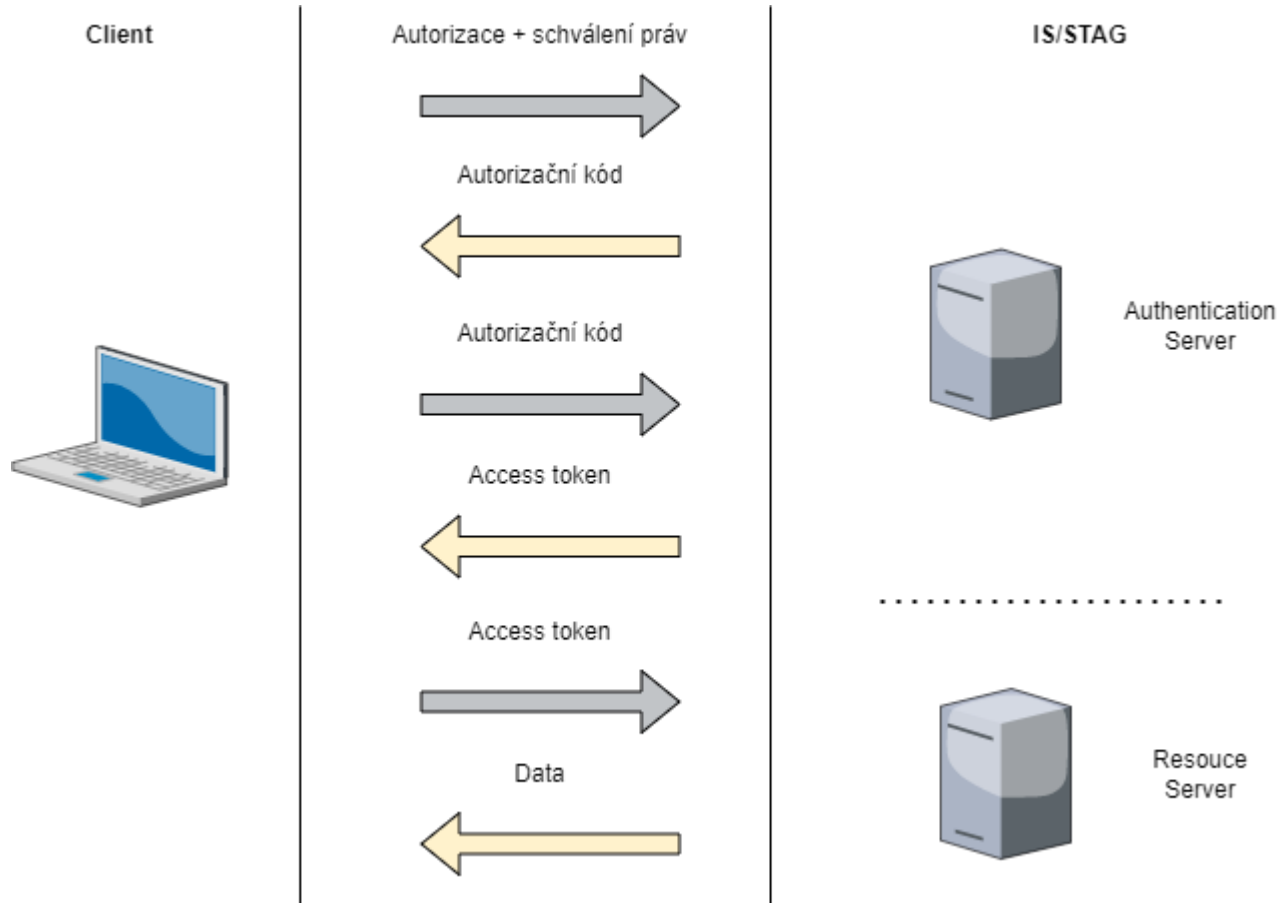 Client
Autorizace + schválení práv
IS/STAG
Autorizační kód
Autorizační kód
Authentication
Server
Access token
Access token
Data
Resouce
Server